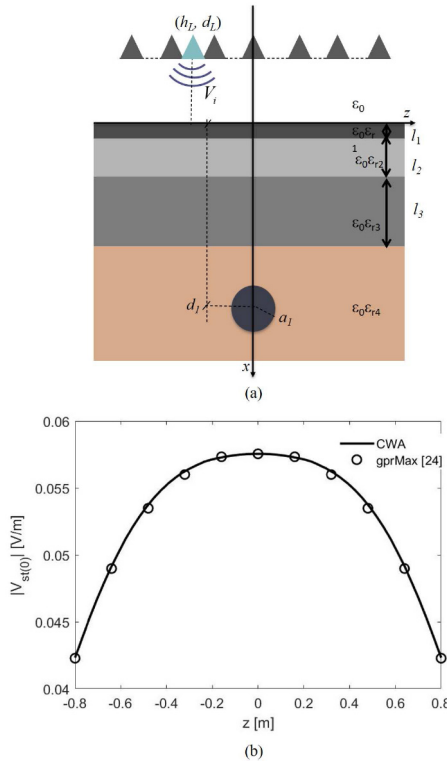 (h_L, d_L)
V_i
ε_0
z
ε_0ε_r
l_1
1
ε_0ε_r2
l_2
l_3
ε_0ε_r3
d_1
a_1
ε_0ε_r4
x
(a)
0.06
CWA
gprMax [24]
0.055
|V_st(0)| [V/m]
0.05
0.045
0.04
-0.8 -0.6 -0.4 -0.2 0 0.2 0.4 0.6 0.8
z [m]
(b)